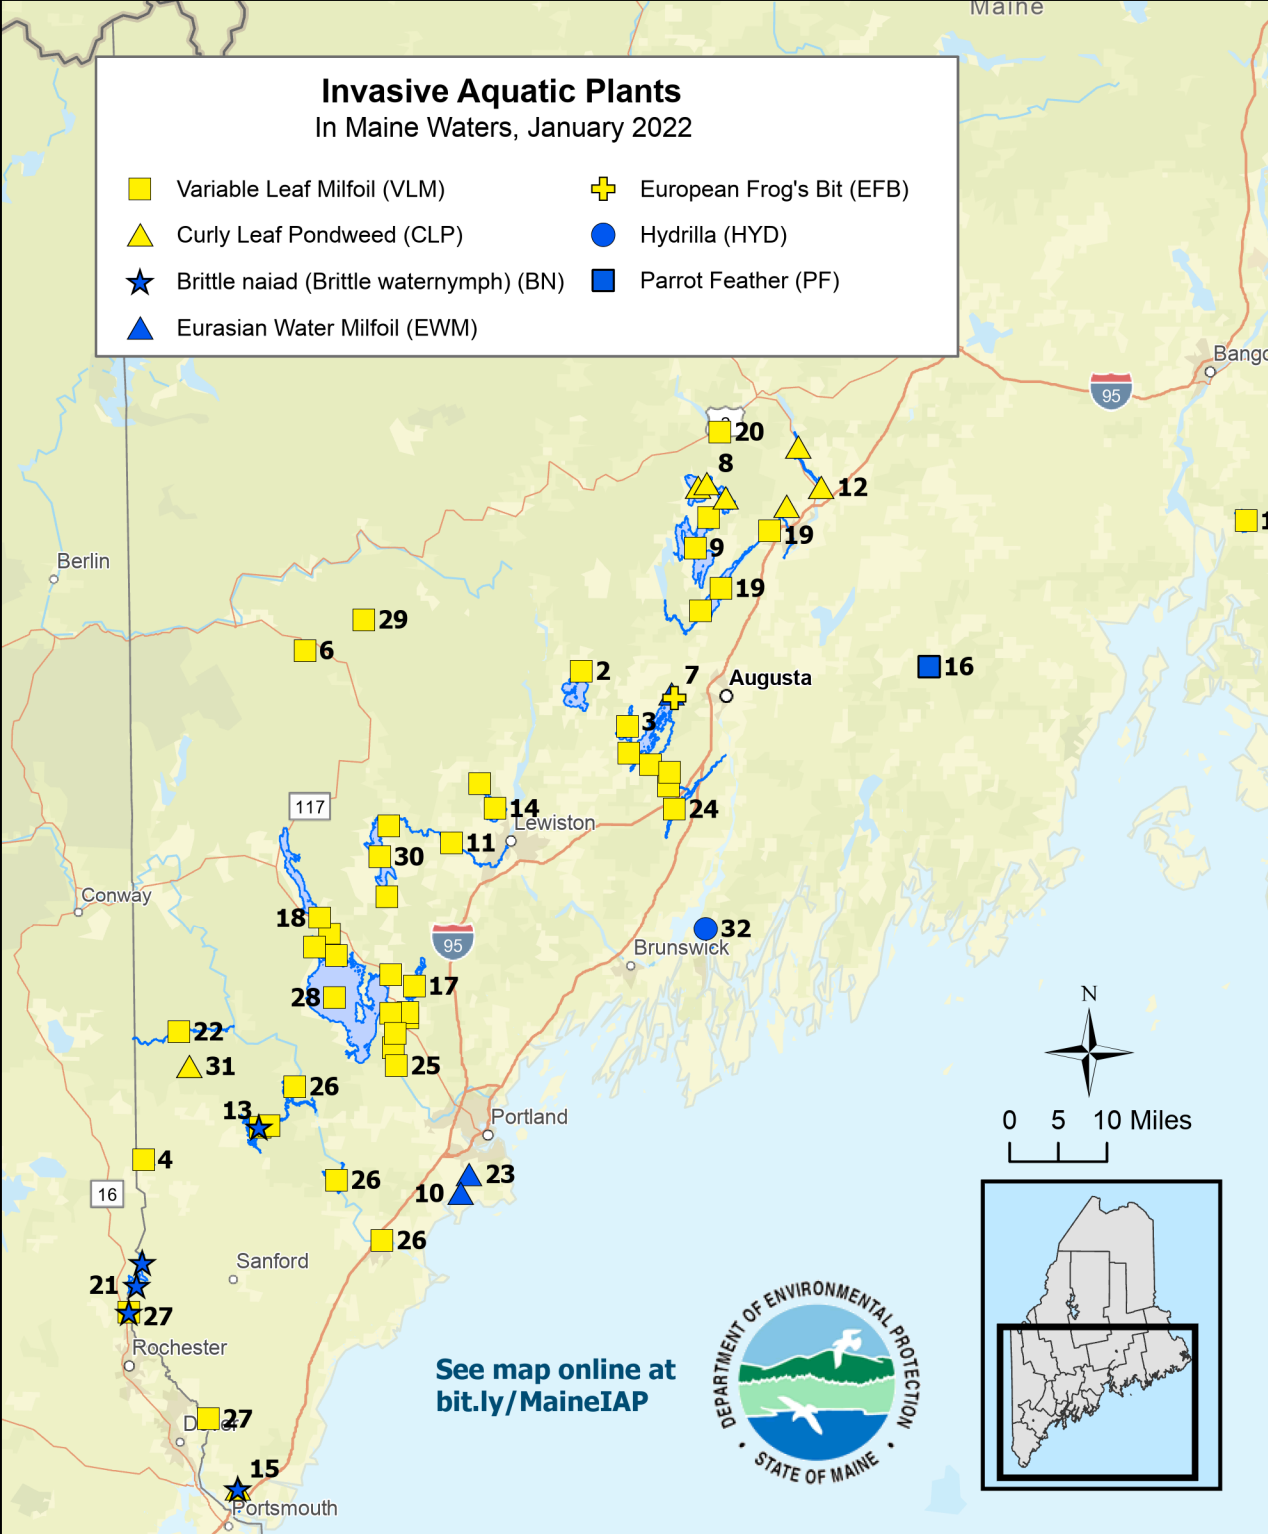 Maine
Invasive Aquatic Plants
In Maine Waters, January 2022
Variable Leaf Milfoil (VLM)
European Frog's Bit (EFB)
Curly Leaf Pondweed (CLP)
Hydrilla (HYD)
Brittle naiad (Brittle waternymph) (BN)
Parrot Feather (PF)
Eurasian Water Milfoil (EWM)
Bango
95
20
8
12
1
19
9
Berlin
19
29
6
2
16
7
Augusta
3
117
14
24
Lewiston
11
30
Conway
18
32
95
Brunswick
17
28
N
22
31
25
26
13
0 5 10 Miles
Portland
4
23
26
16
10
26
Sanford
21
27
Rochester
DEPARTMENT OF ENVIRONMENTAL PROTECTION
• STATE OF MAINE •
See map online at
bit.ly/MaineIAP
27
15
Portsmouth